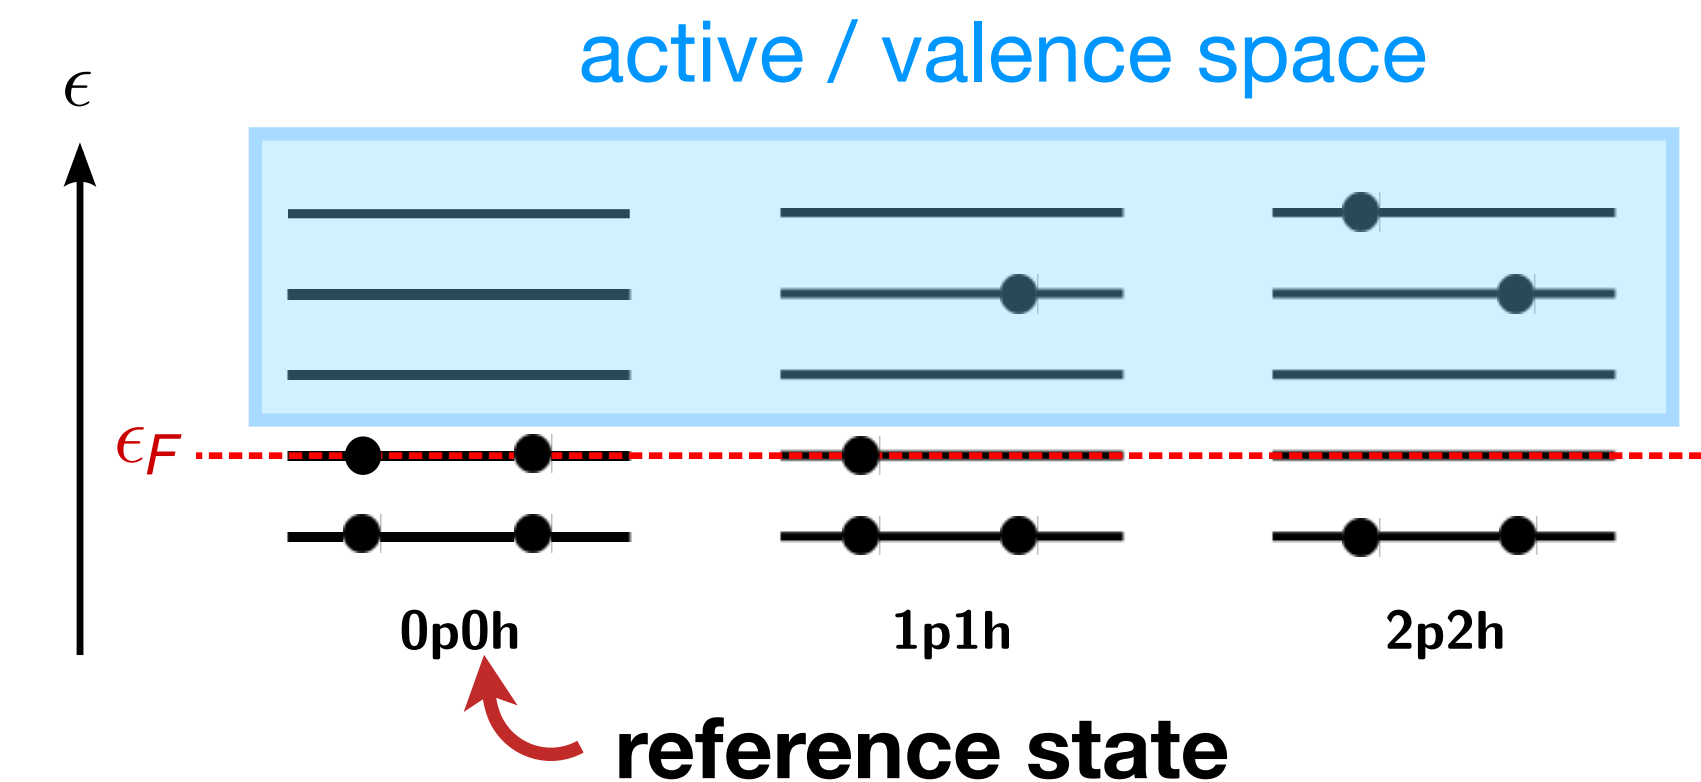 active / valence space
ϵ
ϵF
0p0h 1p1h 2p2h
reference state